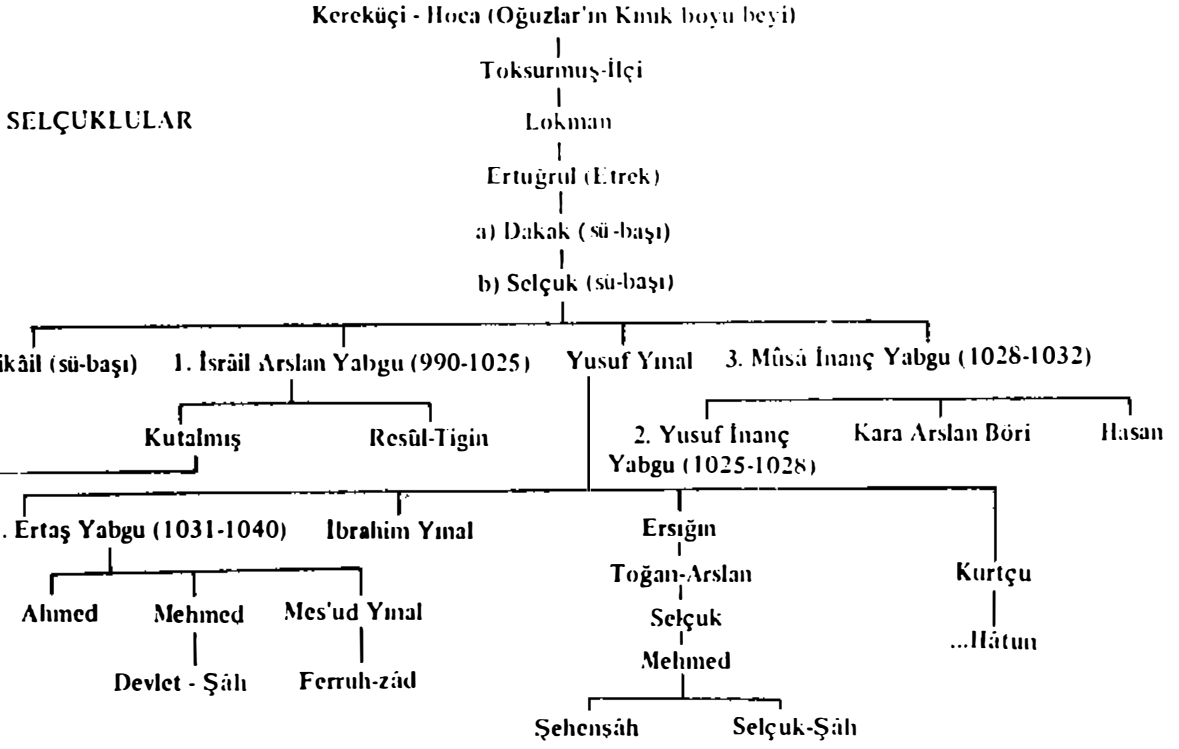 Kereküçi - Hoca (Oğuzlar'ın Kınık boyu beyi)
Toksurmuş-İlçi
SELÇUKLULAR
Lokman
Ertuğrul (Etrek)
a) Dakak (sü-başı)
b) Selçuk (sü-başı)
ikâil (sü-başı)
1. İsrâil Arslan Yabgu (990-1025)
Yusuf Yınal
3. Mûsâ İnanç Yabgu (1028-1032)
Kutalmış
Resûl-Tigin
2. Yusuf İnanç
Yabgu (1025-1028)
Kara Arslan Böri
Hasan
. Ertaş Yabgu (1031-1040)
İbrahim Yınal
Ersığın
Toğan-Arslan
Kurtçu
Ahmed
Mehmed
Mes'ud Yınal
Selçuk
...Hâtun
Mehmed
Devlet - Şâh
Ferruh-zâd
Şehenşâh
Selçuk-Şâh